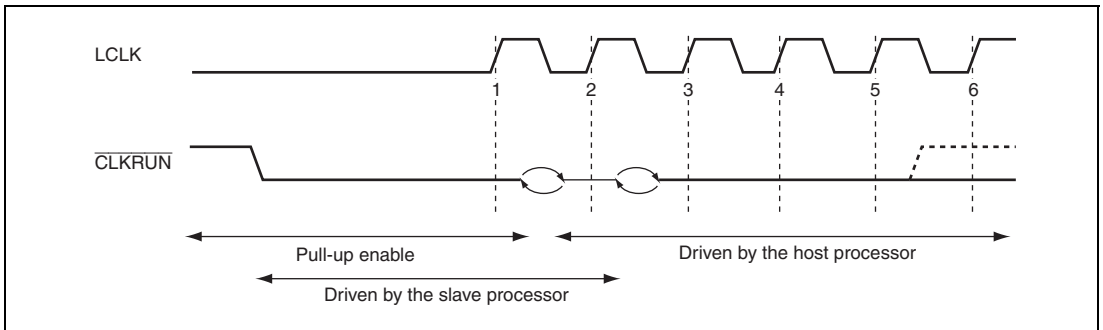 LCLK
1 2 3 4 5 6
CLKRUN
Pull-up enable
Driven by the host processor
Driven by the slave processor